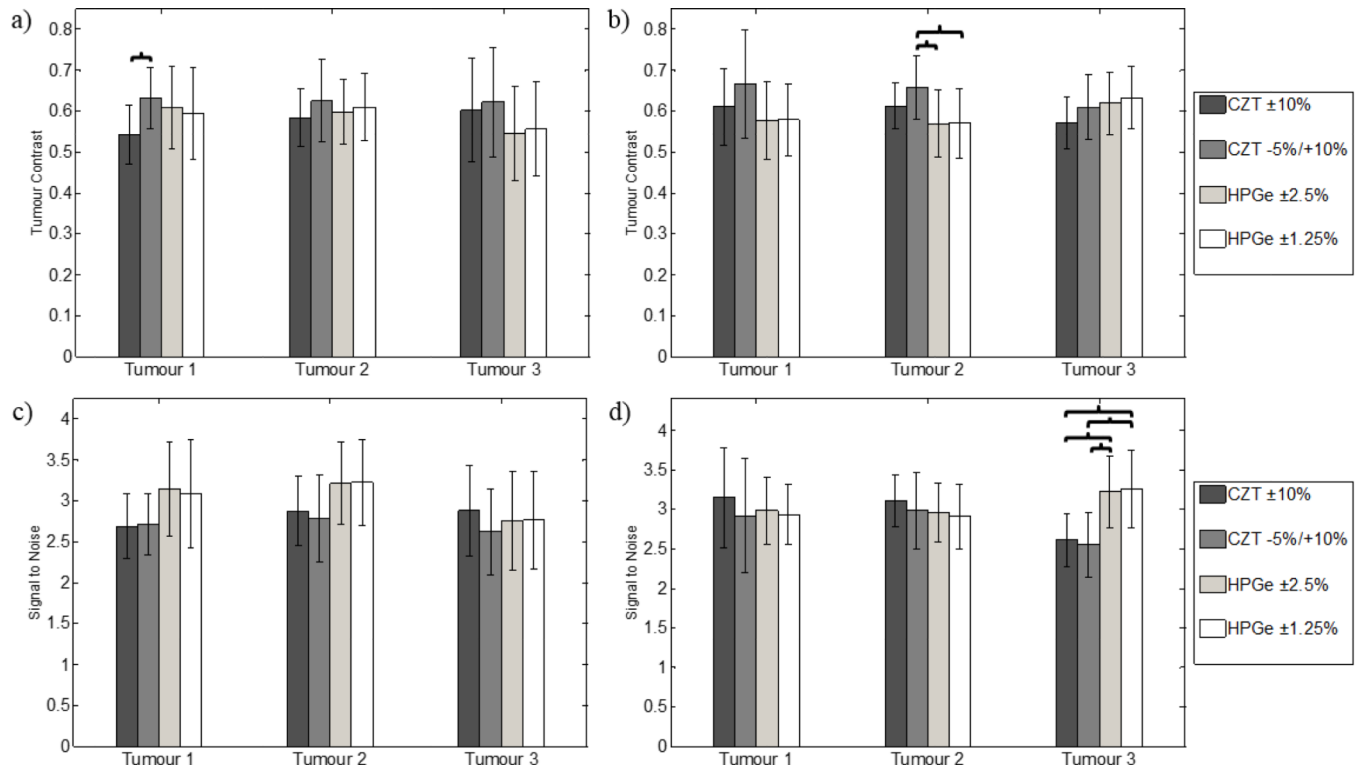 a)
Tumour Contrast
0.8
0.7
0.6
0.5
0.4
0.3
0.2
0.1
0
Tumour 1
Tumour 2
Tumour 3
b)
Tumour Contrast
0.8
0.7
0.6
0.5
0.4
0.3
0.2
0.1
0
Tumour 1
Tumour 2
Tumour 3
CZT ±10%
CZT -5%/+10%
HPGe ±2.5%
HPGe ±1.25%
c)
Signal to Noise
4
3.5
3
2.5
2
1.5
1
0.5
0
Tumour 1
Tumour 2
Tumour 3
d)
Signal to Noise
4
3.5
3
2.5
2
1.5
1
0.5
0
Tumour 1
Tumour 2
Tumour 3
CZT ±10%
CZT -5%/+10%
HPGe ±2.5%
HPGe ±1.25%